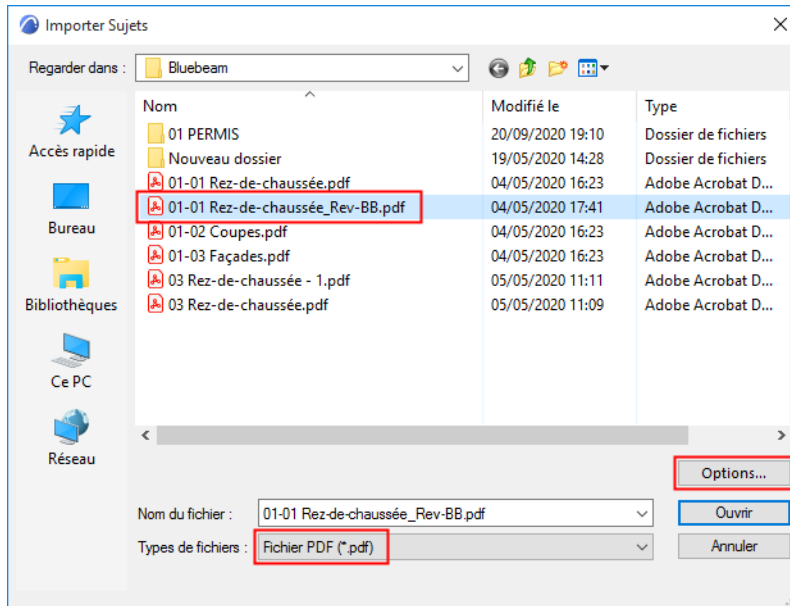 Importer Sujets
Regarder dans : Bluebeam
Nom Modifié le Type
01 PERMIS 20/09/2020 19:10 Dossier de fichiers
Nouveau dossier 19/05/2020 14:28 Dossier de fichiers
01-01 Rez-de-chaussée.pdf 04/05/2020 16:23 Adobe Acrobat D...
01-01 Rez-de-chaussée_Rev-BB.pdf 04/05/2020 17:41 Adobe Acrobat D...
01-02 Coupes.pdf 04/05/2020 16:23 Adobe Acrobat D...
01-03 Façades.pdf 04/05/2020 16:23 Adobe Acrobat D...
03 Rez-de-chaussée - 1.pdf 05/05/2020 11:11 Adobe Acrobat D...
03 Rez-de-chaussée.pdf 05/05/2020 11:09 Adobe Acrobat D...
Accès rapide
Bureau
Bibliothèques
Ce PC
Réseau
Options...
Nom du fichier : 01-01 Rez-de-chaussée_Rev-BB.pdf Ouvrir
Types de fichiers : Fichier PDF (*.pdf) Annuler